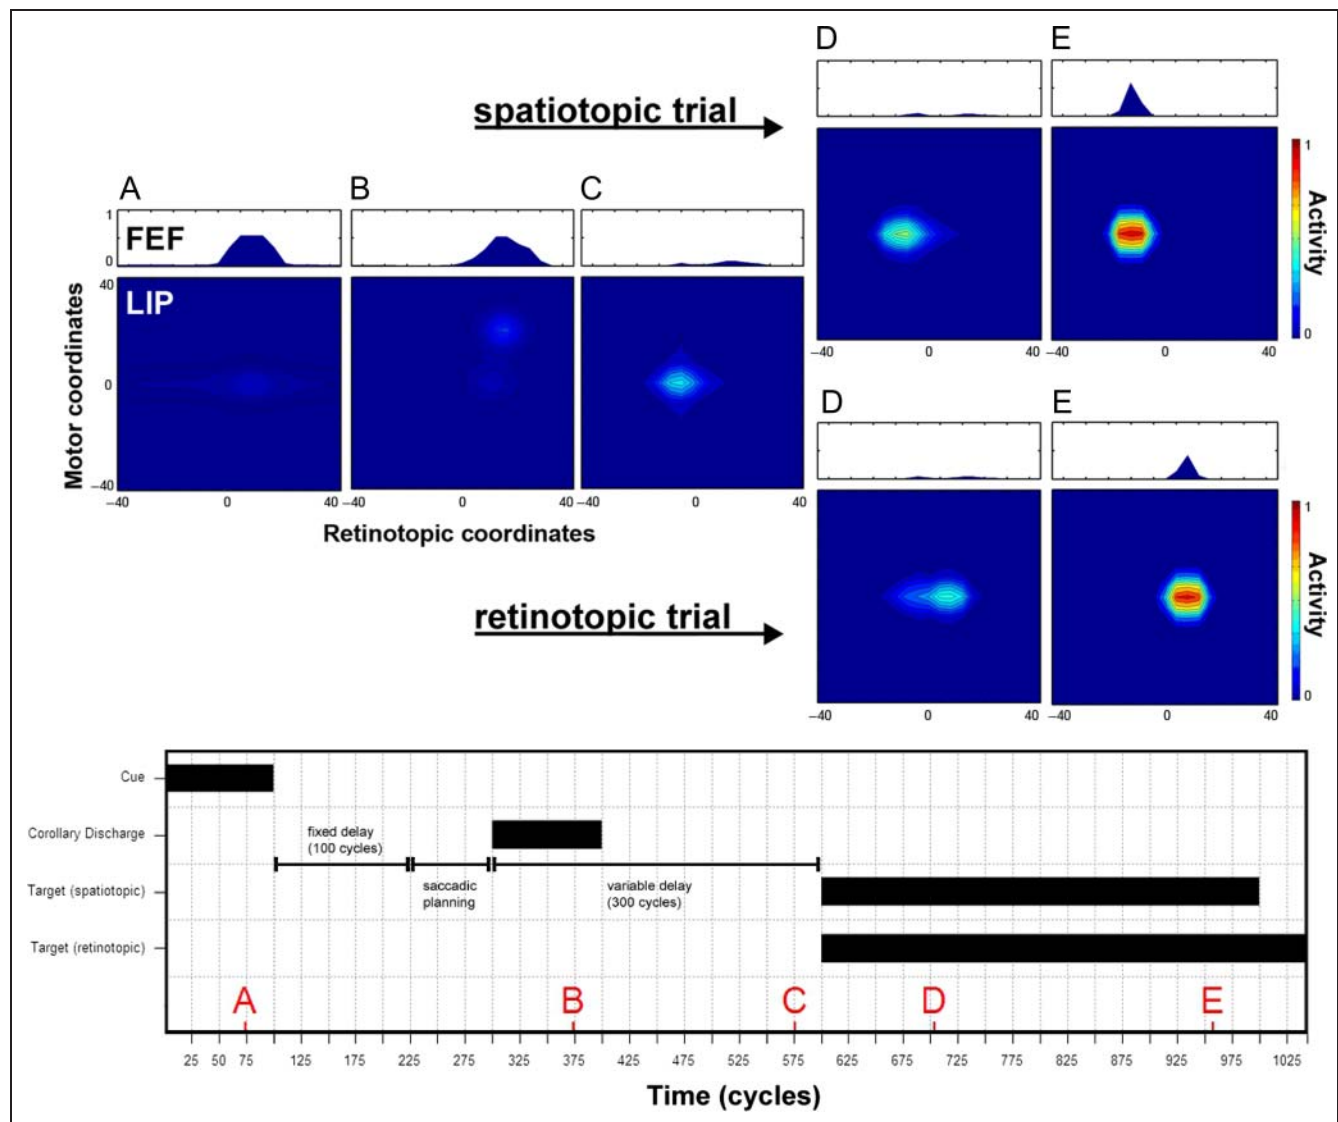 D E
spatiotopic trial
A B C
FEF
1
0
LIP
Motor coordinates
40
0
−40
−40 0 40 −40 0 40 −40 0 40
Retinotopic coordinates
−40 0 40 −40 0 40
1
0
Activity
D E
retinotopic trial
−40 0 40 −40 0 40
1
0
Activity
Cue
Corollary Discharge
Target (spatiotopic)
Target (retinotopic)
fixed delay
(100 cycles)
saccadic
planning
variable delay
(300 cycles)
A B C D E
25 50 75 125 175 225 275 325 375 425 475 525 575 625 675 725 775 825 875 925 975 1025
Time (cycles)